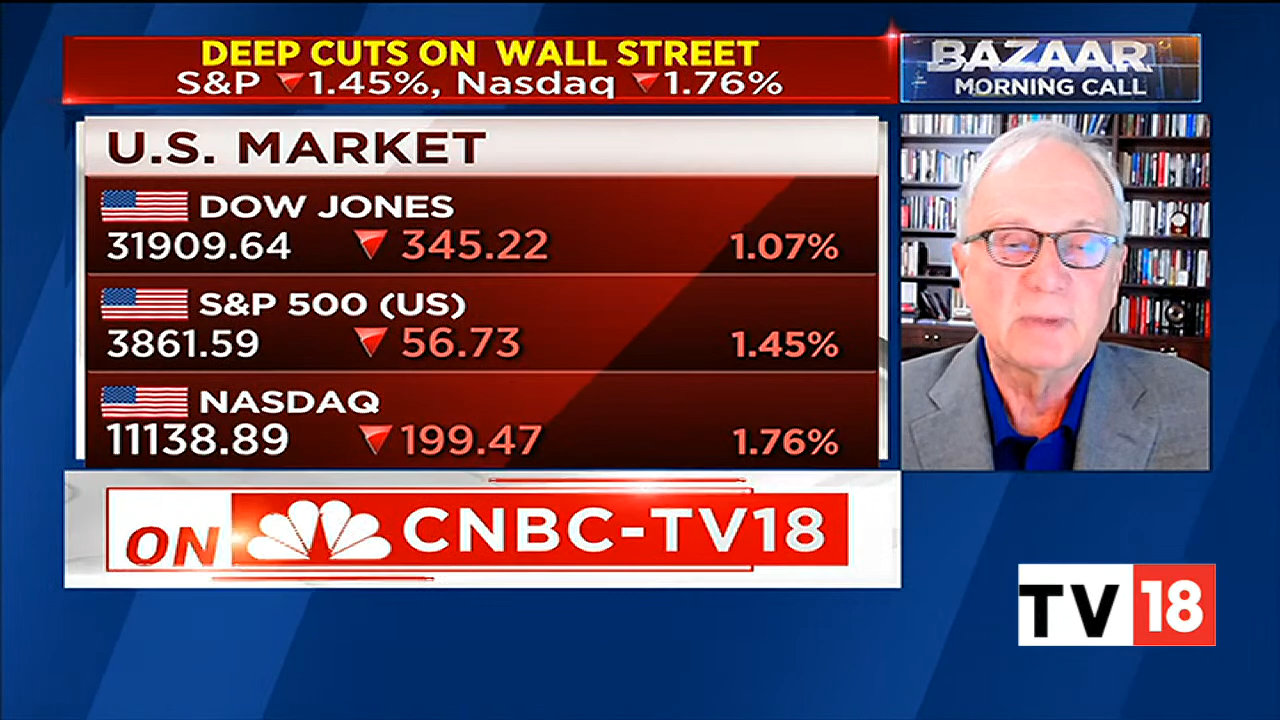 DEEP CUTS ON WALL STREET
S&P ▼1.45%, Nasdaq ▼1.76%
BAZAAR
MORNING CALL
U.S. MARKET
DOW JONES
31909.64 ▼ 345.22 1.07%
S&P 500 (US)
3861.59 ▼ 56.73 1.45%
NASDAQ
11138.89 ▼ 199.47 1.76%
ON CNBC-TV18
TV18